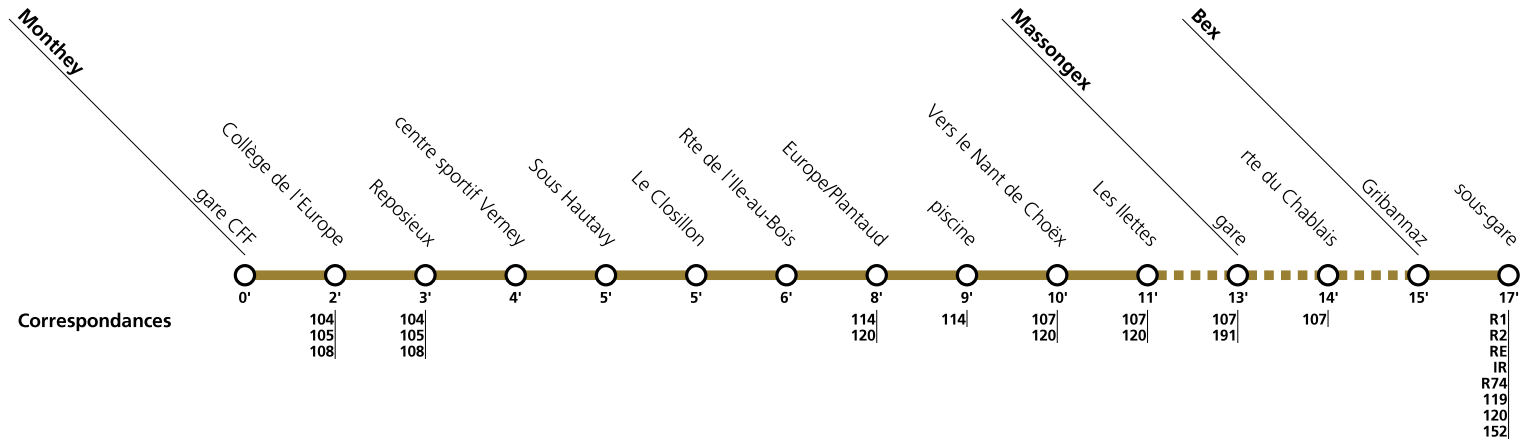 Monthey
gare CFF
Collège de l'Europe
Reposieux
centre sportif Verney
Sous Hautavy
Le Closillon
Rte de l'Ile-au-Bois
Europe/Plantaud
piscine
Vers le Nant de Choëx
Les Ilettes
Massongex
gare
rte du Chablais
Bex
Gribannaz
sous-gare
0' 2' 3' 4' 5' 5' 6' 8' 9' 10' 11' 13' 14' 15' 17'
Correspondances
104 104 114 114 107 107 107 107 R1
105 105 120 120 120 191 R2
108 108 RE
IR
R74
119
120
152